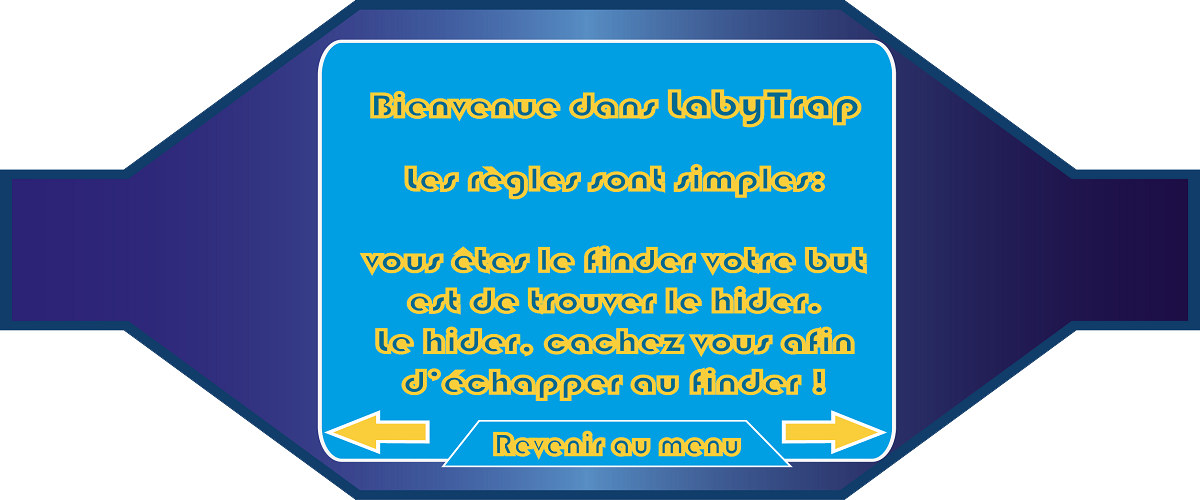 Bienvenue dans LabyTrap
Les règles sont simples:
vous êtes le finder votre but
est de trouver le hider.
Le hider, cachez vous afin
d'échapper au finder !
Revenir au menu